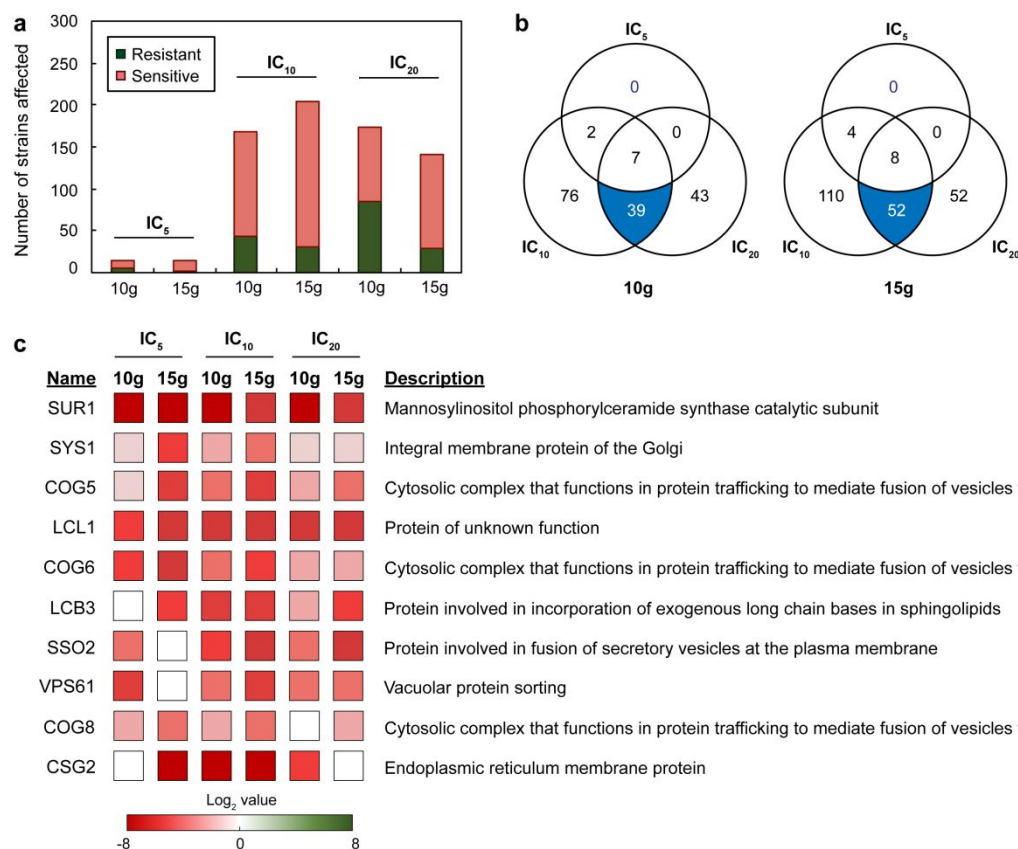 a
300
250
200
150
100
50
0
Number of strains affected
Resistant
Sensitive
IC5
IC10
IC20
10g 15g 10g 15g 10g 15g
b
IC5
0
2 0
7
76 39 43
IC10 IC20
10g
IC5
0
4 0
8
110 52 52
IC10 IC20
15g
c
IC5 IC10 IC20
Name 10g 15g 10g 15g 10g 15g Description
SUR1 Mannosylinositol phosphorylceramide synthase catalytic subunit
SYS1 Integral membrane protein of the Golgi
COG5 Cytosolic complex that functions in protein trafficking to mediate fusion of vesicles
LCL1 Protein of unknown function
COG6 Cytosolic complex that functions in protein trafficking to mediate fusion of vesicles
LCB3 Protein involved in incorporation of exogenous long chain bases in sphingolipids
SSO2 Protein involved in fusion of secretory vesicles at the plasma membrane
VPS61 Vacuolar protein sorting
COG8 Cytosolic complex that functions in protein trafficking to mediate fusion of vesicles
CSG2 Endoplasmic reticulum membrane protein
Log2 value
-8 0 8